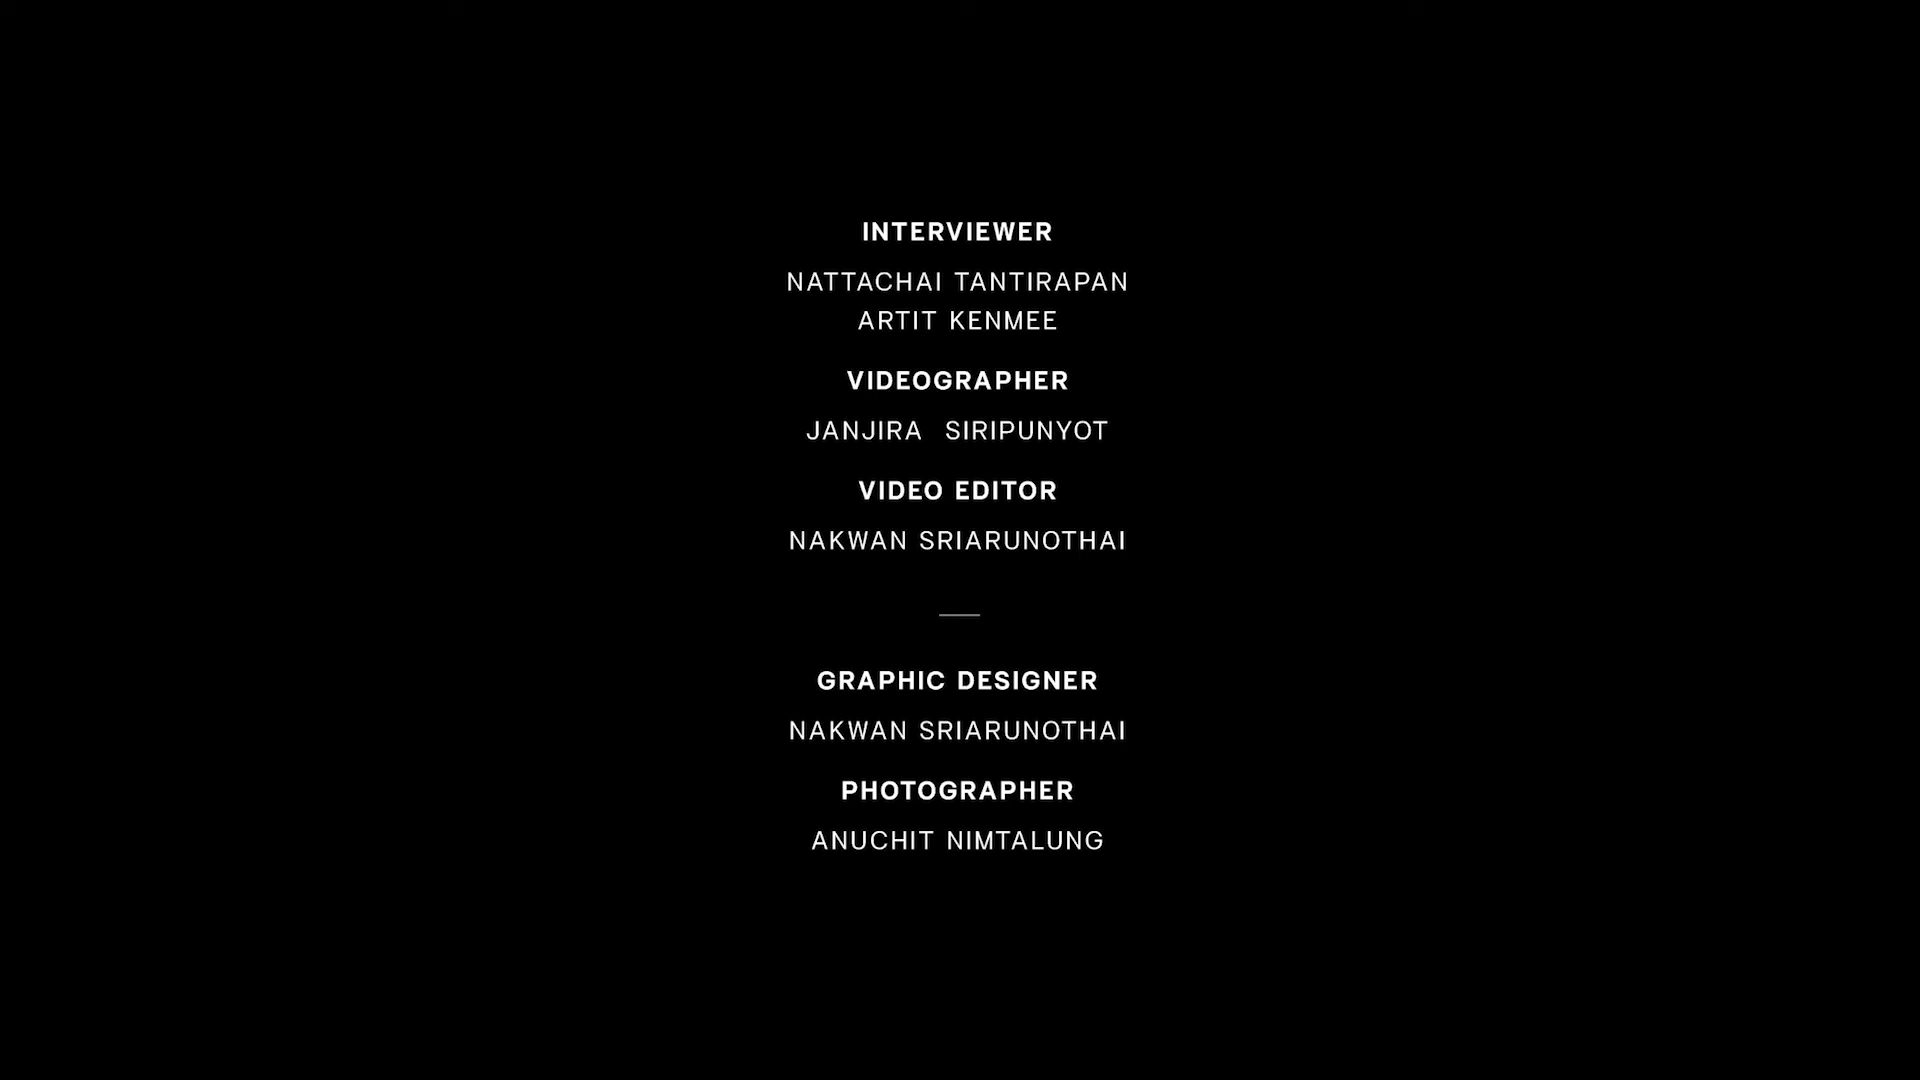 INTERVIEWER
NATTACHAI TANTIRAPAN
ARTIT KENMEE
VIDEOGRAPHER
JANJIRA  SIRIPUNYOT
VIDEO EDITOR
NAKWAN SRIARUNOTHAI
GRAPHIC DESIGNER
NAKWAN SRIARUNOTHAI
PHOTOGRAPHER
ANUCHIT NIMTALUNG